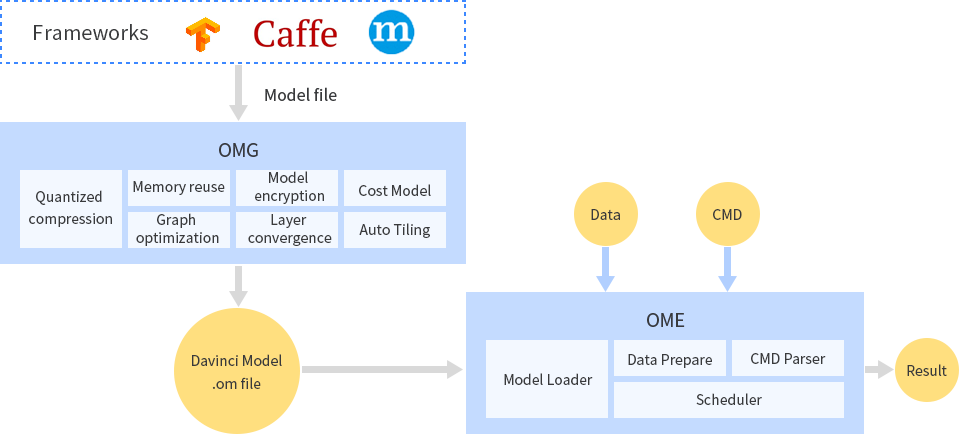 Frameworks
Caffe
m
Model file
OMG
Quantized
compression
Memory reuse
Model
encryption
Cost Model
Graph
optimization
Layer
convergence
Auto Tiling
Data
CMD
Davinci Model
.om file
OME
Model Loader
Data Prepare
CMD Parser
Scheduler
Result